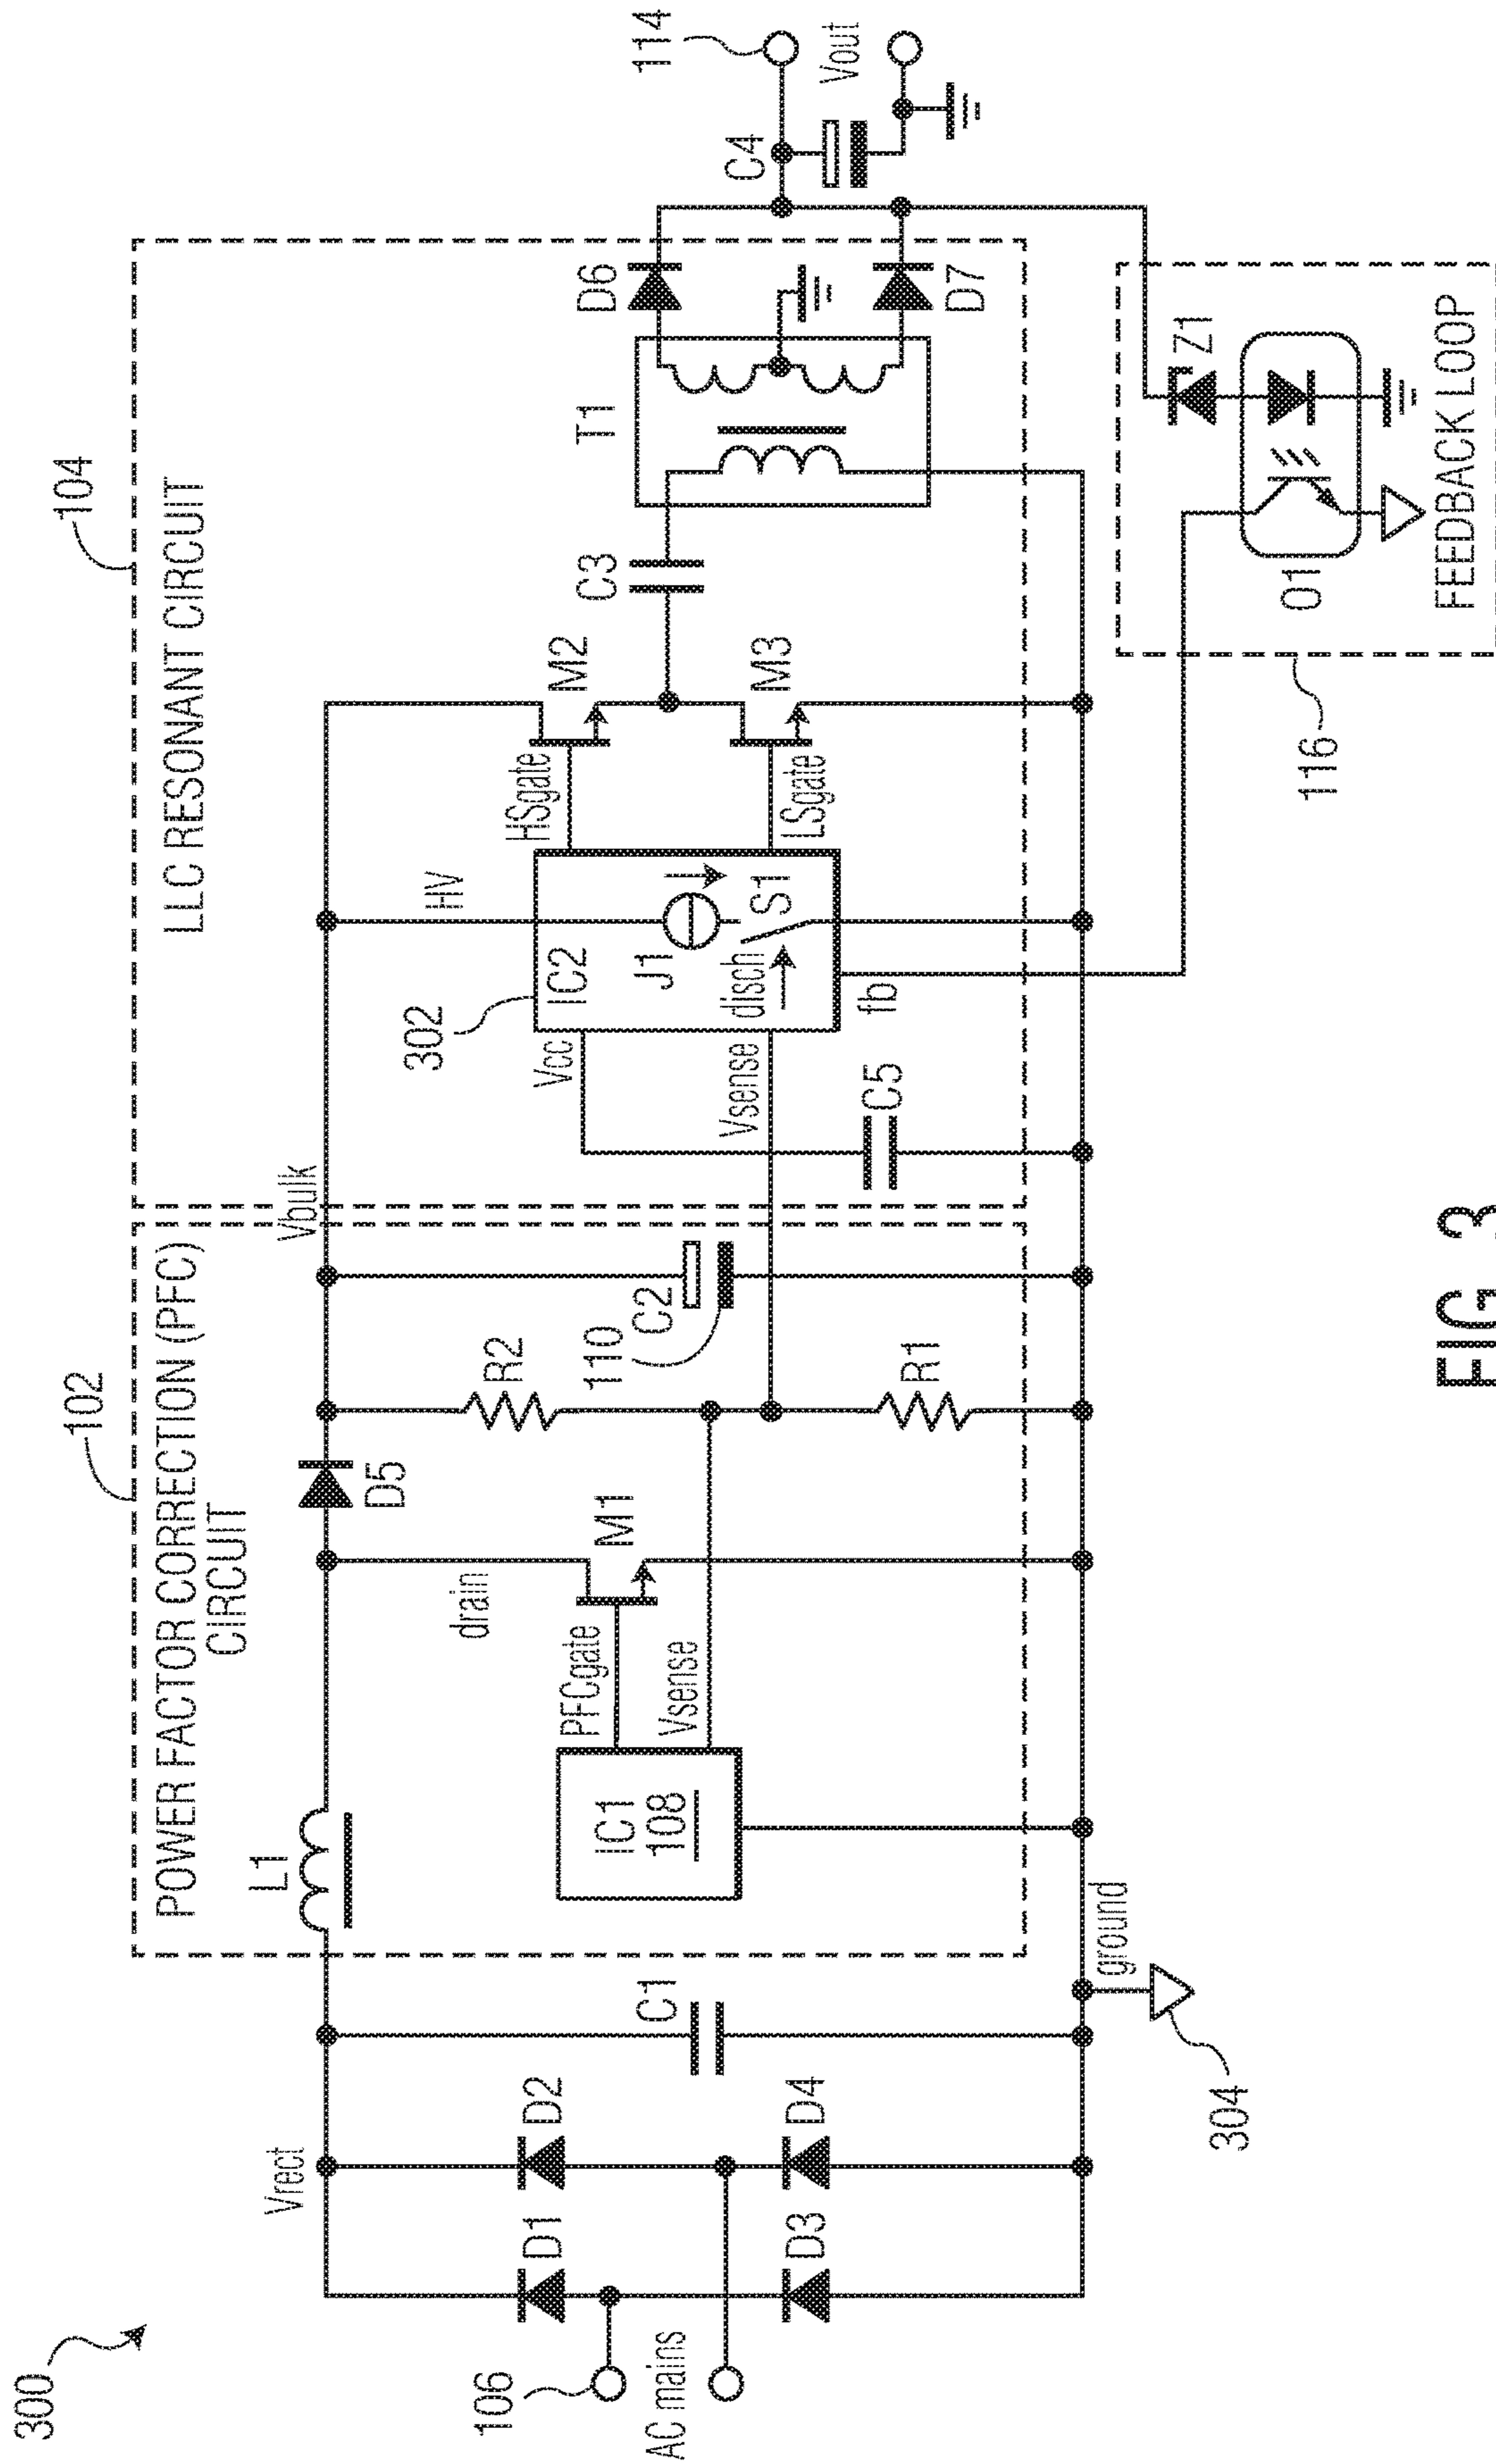 300
102
104
POWER FACTOR CORRECTION (PFC)
CIRCUIT
LLC RESONANT CIRCUIT
Vrect
L1
D5
Vbulk
HV
106
AC mains
D1
D2
D3
D4
C1
drain
PFCgate
M1
Vsense
IC1
108
R2
110
C2
R1
302
Vcc
IC2
J1
disch
S1
Vsense
fb
C5
HSgate
LSgate
M2
M3
C3
T1
D6
D7
C4
114
Vout
ground
304
116
O1
Z1
FEEDBACK LOOP
FIG. 3